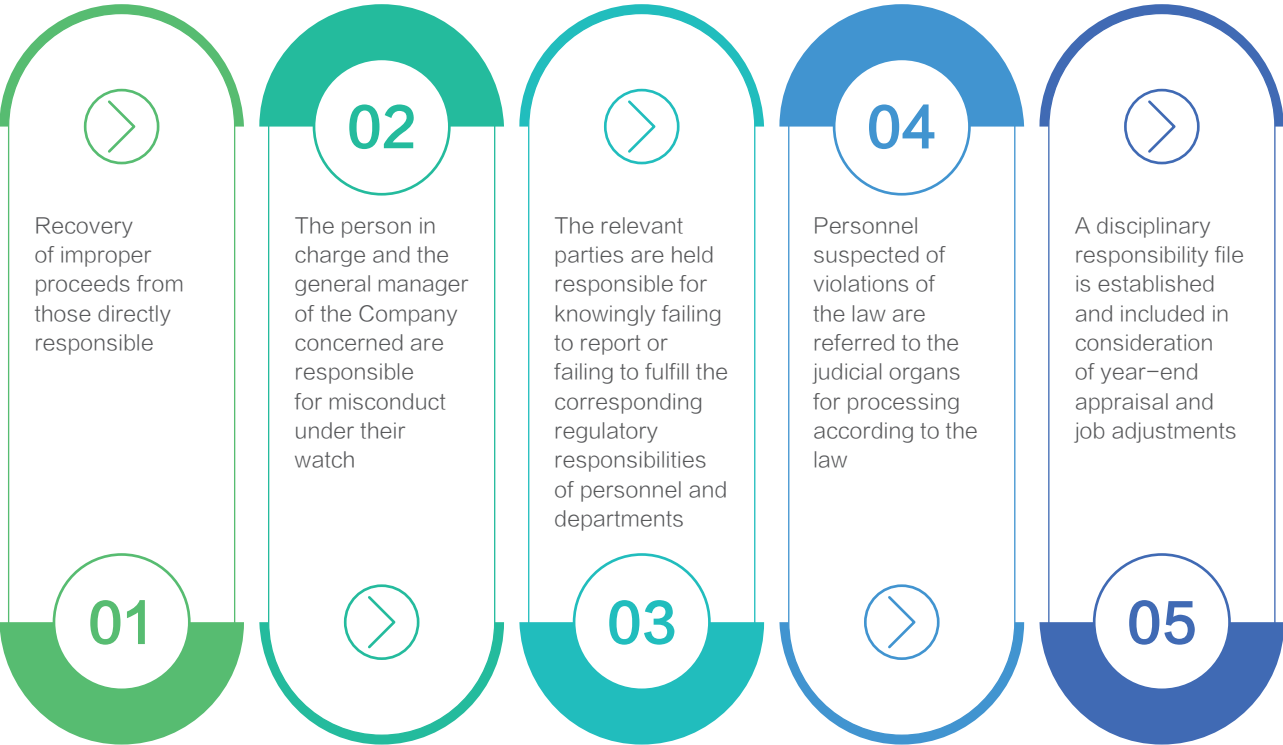 Recovery
of improper
proceeds from
those directly
responsible
01
02
The person in
charge and the
general manager
of the Company
concerned are
responsible
for misconduct
under their
watch
The relevant
parties are held
responsible for
knowingly failing
to report or
failing to fulfill the
corresponding
regulatory
responsibilities
of personnel and
departments
03
04
Personnel
suspected of
violations of
the law are
referred to the
judicial organs
for processing
according to the
law
A disciplinary
responsibility file
is established
and included in
consideration
of year-end
appraisal and
job adjustments
05